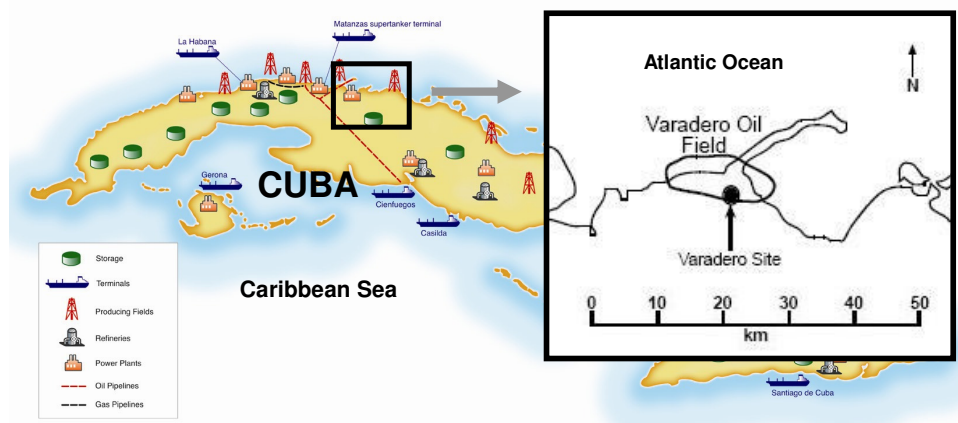 Matanzas supertanker terminal
La Habana
Gerona
CUBA
Cienfuegos
Casilda
Caribbean Sea
Storage
Terminals
Producing Fields
Refineries
Power Plants
Oil Pipelines
Gas Pipelines
Atlantic Ocean
N
Varadero Oil
Field
Varadero Site
0 10 20 30 40 50
km
Santiago de Cuba